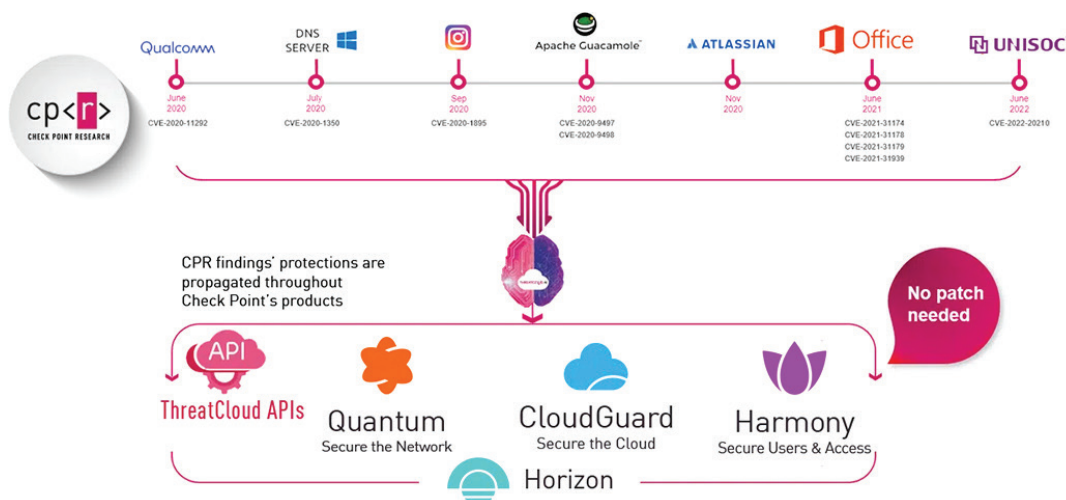 Qualcomm
DNS
SERVER
Apache Guacamole™
ATLASSIAN
Office
UNISOC
cp<r>
CHECK POINT RESEARCH
June
2020
CVE-2020-11292
July
2020
CVE-2020-1350
Sep
2020
CVE-2020-1895
Nov
2020
CVE-2020-9497
CVE-2020-9498
Nov
2020
June
2021
CVE-2021-31174
CVE-2021-31178
CVE-2021-31179
CVE-2021-31939
June
2022
CVE-2022-20210
CPR findings' protections are
propagated throughout
Check Point's products
No patch
needed
API
ThreatCloud APIs
Quantum
Secure the Network
CloudGuard
Secure the Cloud
Harmony
Secure Users & Access
Horizon